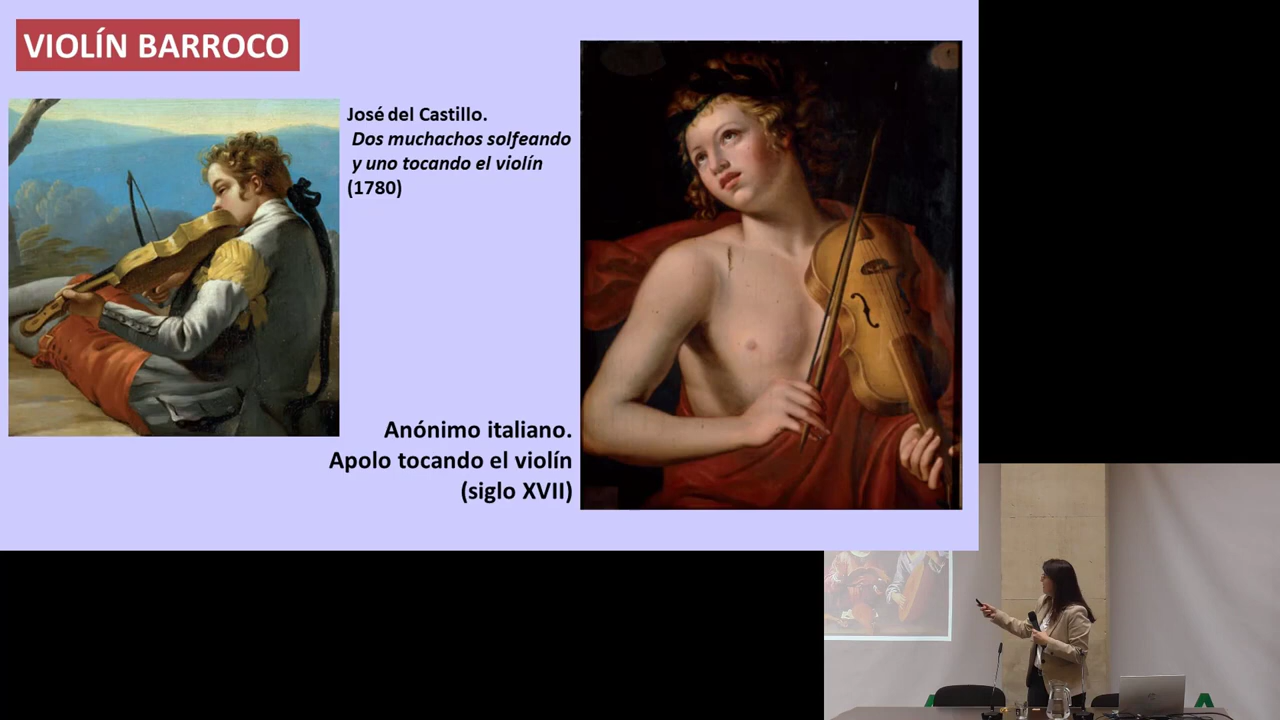 VIOLÍN BARROCO
José del Castillo.
Dos muchachos solfeando
y uno tocando el violín
(1780)
Anónimo italiano.
Apolo tocando el violín
(siglo XVII)